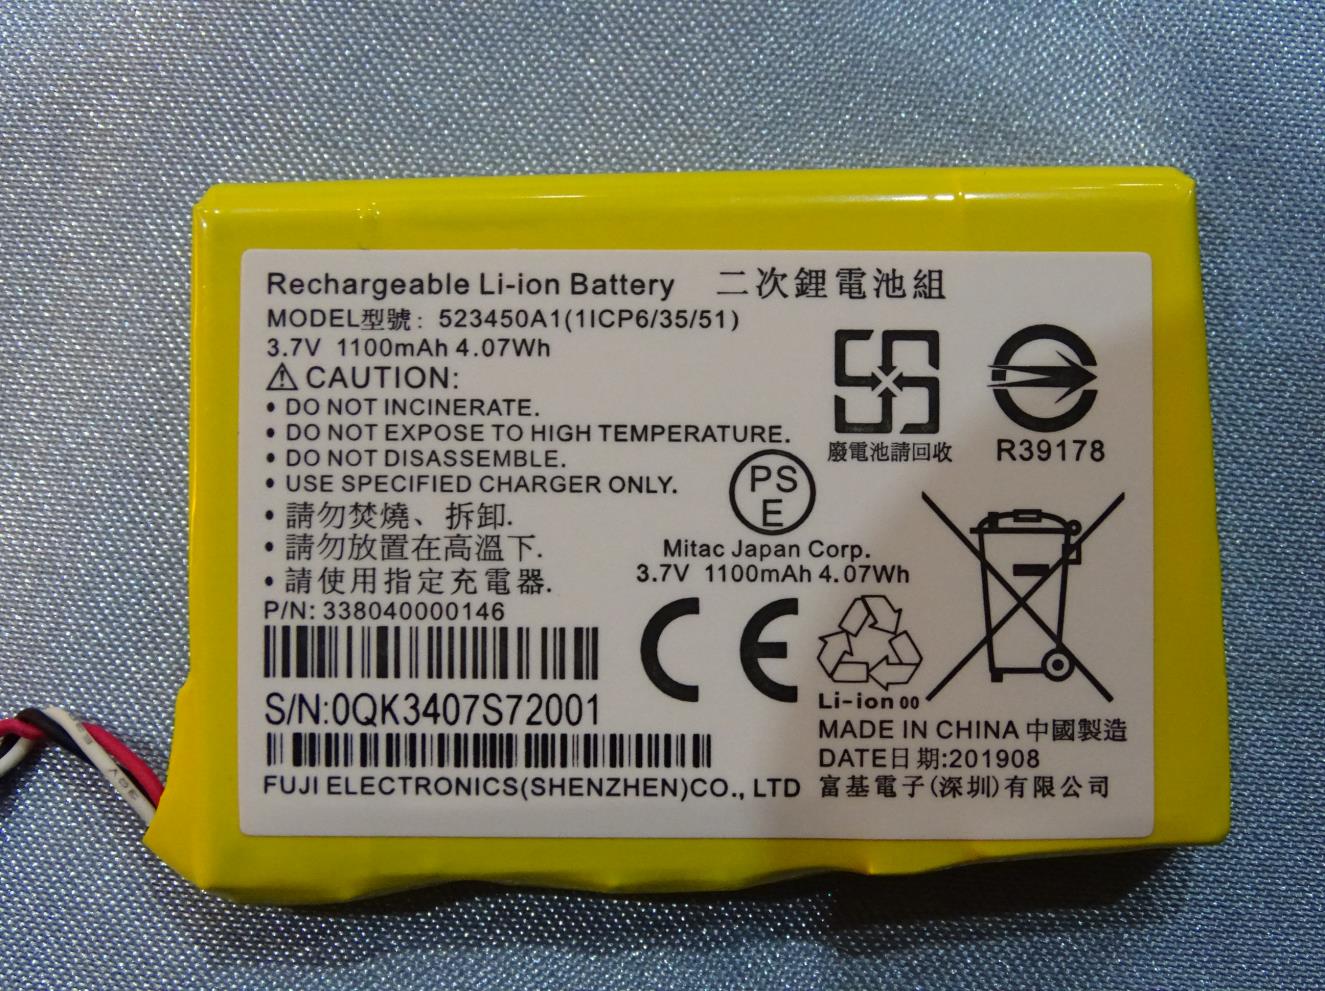 Rechargeable Li-ion Battery 二次鋰電池組
MODEL型號: 523450A1(1ICP6/35/51)
3.7V 1100mAh 4.07Wh
CAUTION:
• DO NOT INCINERATE.
• DO NOT EXPOSE TO HIGH TEMPERATURE.
• DO NOT DISASSEMBLE.
• USE SPECIFIED CHARGER ONLY.
• 請勿焚燒、拆卸.
• 請勿放置在高溫下.
• 請使用指定充電器.
P/N: 338040000146
S/N:0QK3407S72001
FUJI ELECTRONICS(SHENZHEN)CO., LTD
廢電池請回收
R39178
PS
E
Mitac Japan Corp.
3.7V 1100mAh 4.07Wh
CE
Li-ion 00
MADE IN CHINA 中國製造
DATE日期:201908
富基電子(深圳)有限公司